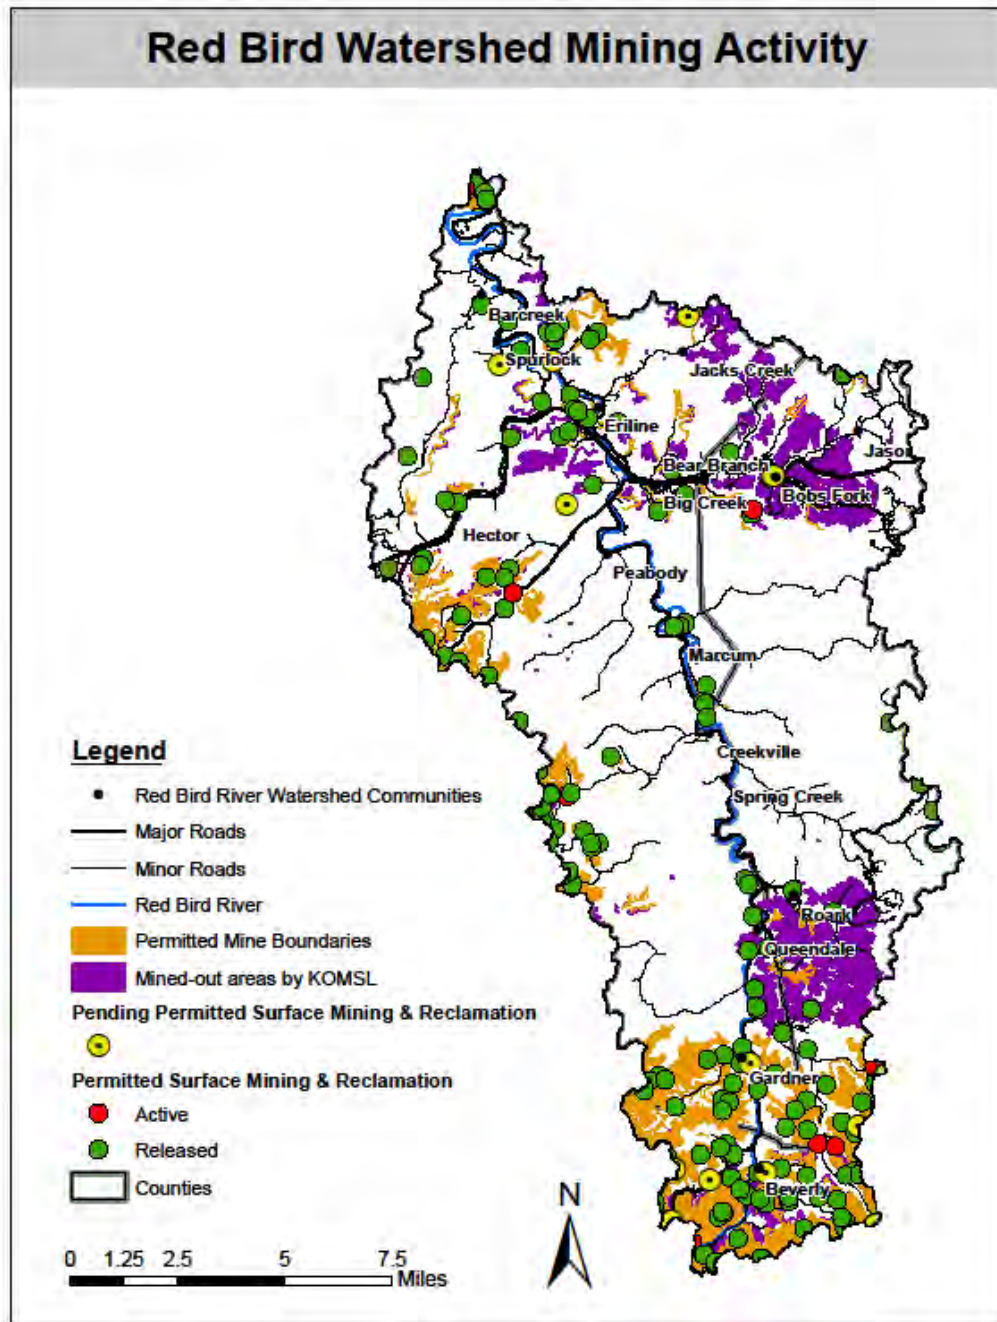 Red Bird Watershed Mining Activity
Barcreek
Spurlock
Jacks Creek
Eriline
Jason
Bear Branch
Bobs Fork
Big Creek
Hector
Peabody
Marcum
Creekville
Spring Creek
Roark
Queendale
Gardner
Beverly
Legend
Red Bird River Watershed Communities
Major Roads
Minor Roads
Red Bird River
Permitted Mine Boundaries
Mined-out areas by KOMSL
Pending Permitted Surface Mining & Reclamation
Permitted Surface Mining & Reclamation
Active
Released
Counties
N
0 1.25 2.5 5 7.5
Miles